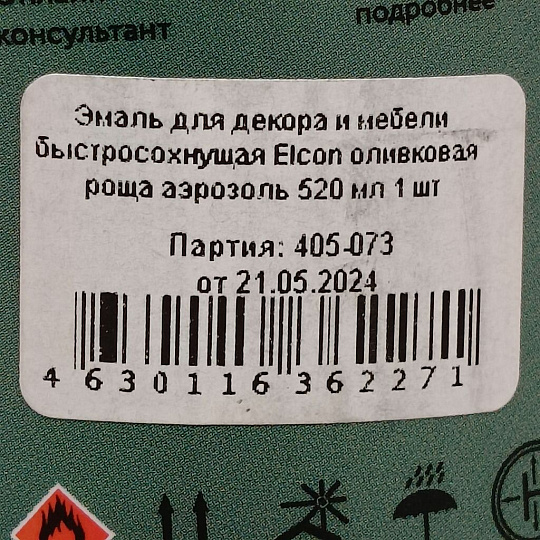 консультант
подробнее
Эмаль для декора и мебели
быстросохнущая Elcon оливковая
роща аэрозоль 520 мл 1 шт
Партия: 405-073
от 21.05.2024
4 630116 362271